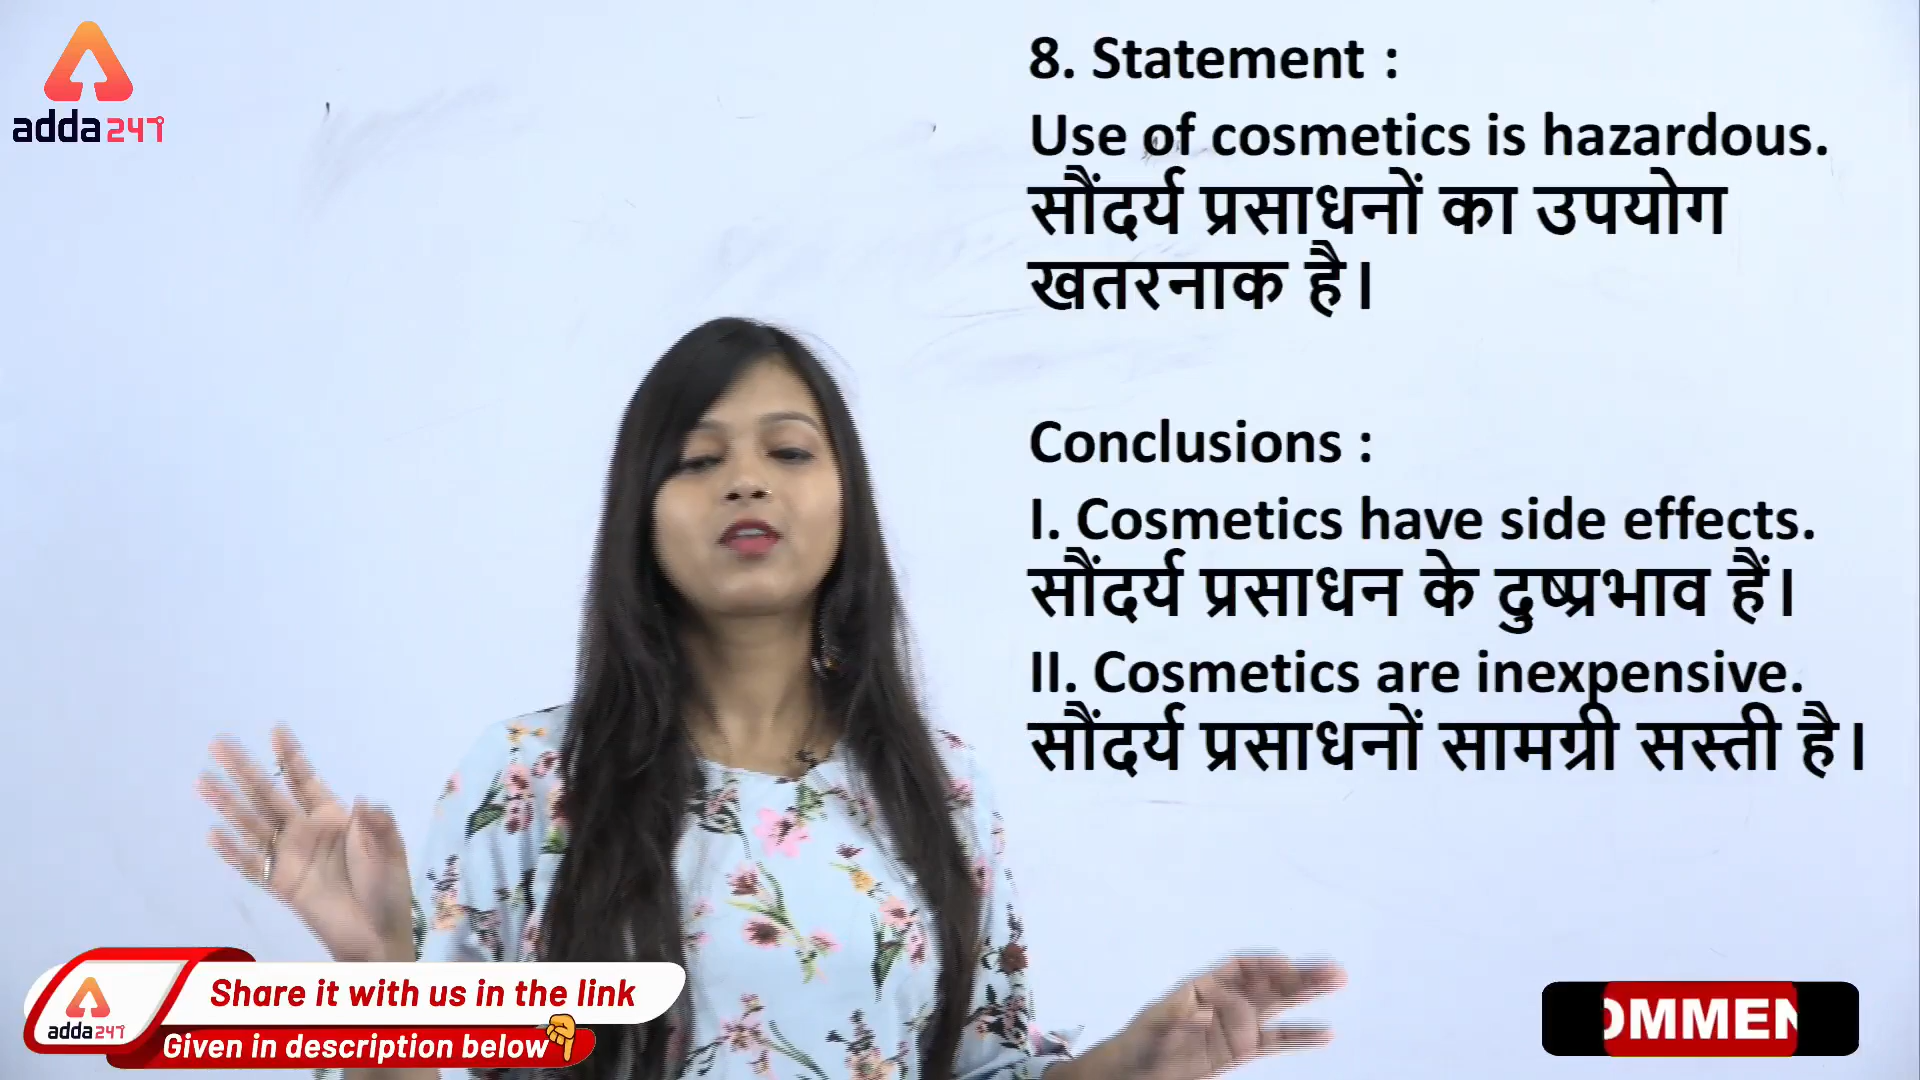 adda247
8. Statement :
Use of cosmetics is hazardous.
सौंदर्य प्रसाधनों का उपयोग
खतरनाक है।
Conclusions :
I. Cosmetics have side effects.
सौंदर्य प्रसाधन के दुष्प्रभाव हैं।
II. Cosmetics are inexpensive.
सौंदर्य प्रसाधनों सामग्री सस्ती है।
Share it with us in the link
adda247
Given in description below
OMMEN